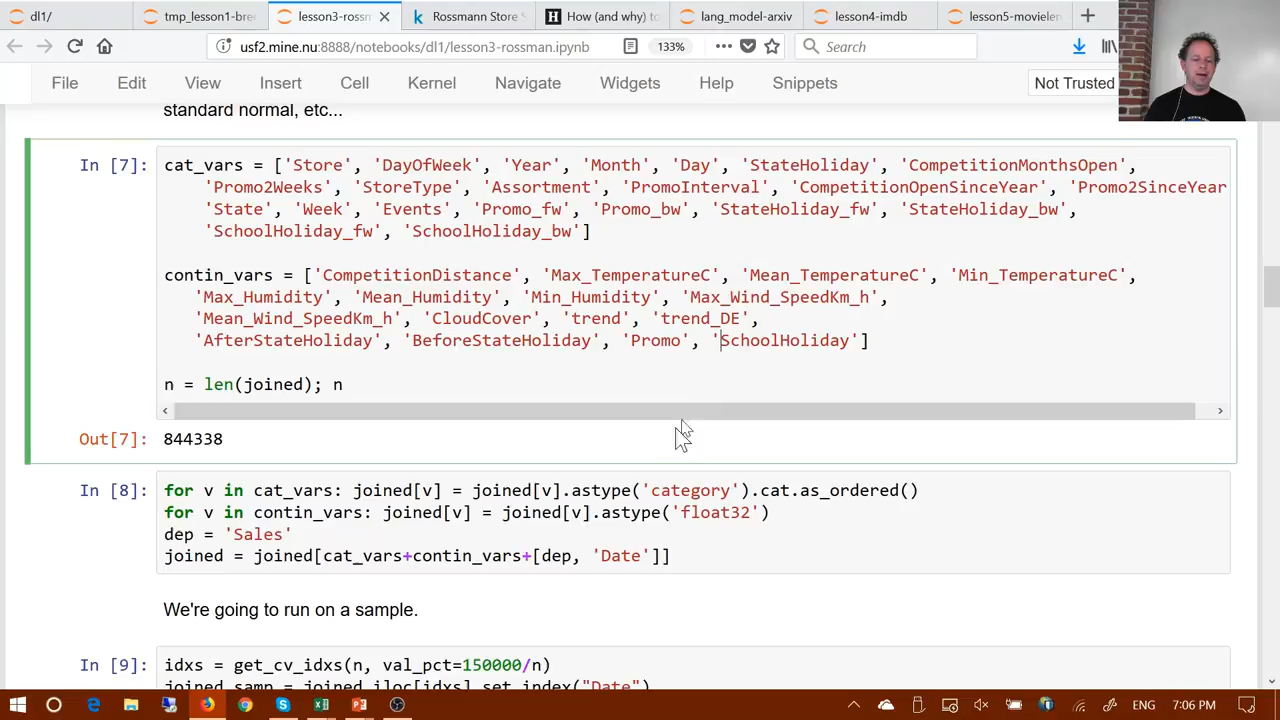 dl1/
tmp_lesson1-bre
lesson3-rossm
Rossmann Store S
How (and why) to
lang_model-arxiv
lesson4-imdb
lesson5-movielen
usf2.mine.nu:8888/notebooks/dl1/lesson3-rossman.ipynb
133%
Search
File Edit View Insert Cell Kernel Navigate Widgets Help Snippets Not Trusted
standard normal, etc...
In [7]: cat_vars = ['Store', 'DayOfWeek', 'Year', 'Month', 'Day', 'StateHoliday', 'CompetitionMonthsOpen',
'Promo2Weeks', 'StoreType', 'Assortment', 'PromoInterval', 'CompetitionOpenSinceYear', 'Promo2SinceYear
'State', 'Week', 'Events', 'Promo_fw', 'Promo_bw', 'StateHoliday_fw', 'StateHoliday_bw',
'SchoolHoliday_fw', 'SchoolHoliday_bw']
contin_vars = ['CompetitionDistance', 'Max_TemperatureC', 'Mean_TemperatureC', 'Min_TemperatureC',
'Max_Humidity', 'Mean_Humidity', 'Min_Humidity', 'Max_Wind_SpeedKm_h',
'Mean_Wind_SpeedKm_h', 'CloudCover', 'trend', 'trend_DE',
'AfterStateHoliday', 'BeforeStateHoliday', 'Promo', 'SchoolHoliday']
n = len(joined); n
Out[7]: 844338
In [8]: for v in cat_vars: joined[v] = joined[v].astype('category').cat.as_ordered()
for v in contin_vars: joined[v] = joined[v].astype('float32')
dep = 'Sales'
joined = joined[cat_vars+contin_vars+[dep, 'Date']]
We're going to run on a sample.
In [9]: idxs = get_cv_idxs(n, val_pct=150000/n)
joined_samp = joined.iloc[idxs].set_index("Date")
ENG 7:06 PM